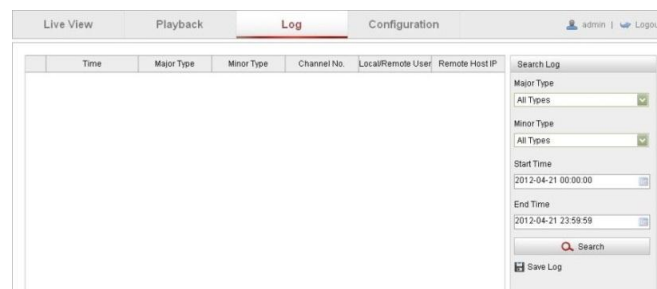 Live View Playback Log Configuration admin | Logou
Time Major Type Minor Type Channel No. Local/Remote User Remote Host IP
Search Log
Major Type
All Types
Minor Type
All Types
Start Time
2012-04-21 00:00:00
End Time
2012-04-21 23:59:59
Search
Save Log